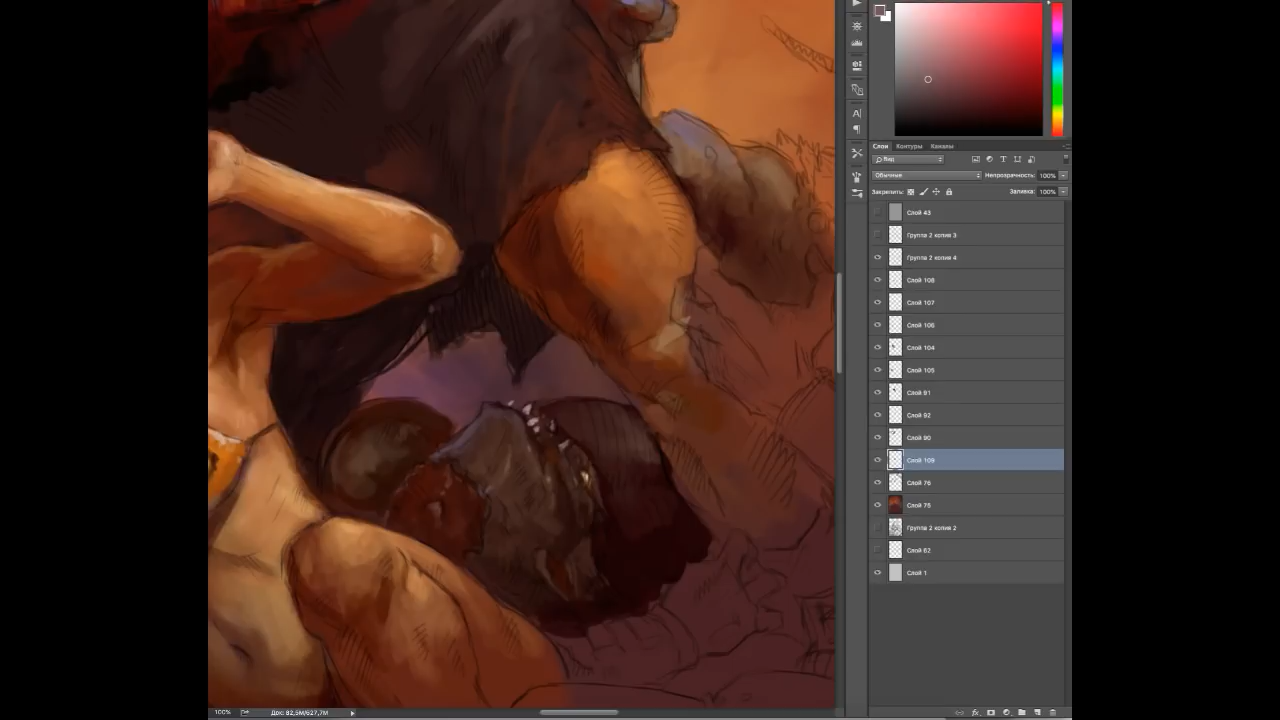 A|
Слои Контуры Каналы
Вид
Обычные Непрозрачность: 100%
Закрепить: Заливка: 100%
Слой 43
Группа 2 копия 3
Группа 2 копия 4
Слой 108
Слой 107
Слой 106
Слой 104
Слой 105
Слой 91
Слой 92
Слой 90
Слой 109
Слой 76
Слой 75
Группа 2 копия 2
Слой 82
Слой 1
100% Док: 82,5M/627,7M